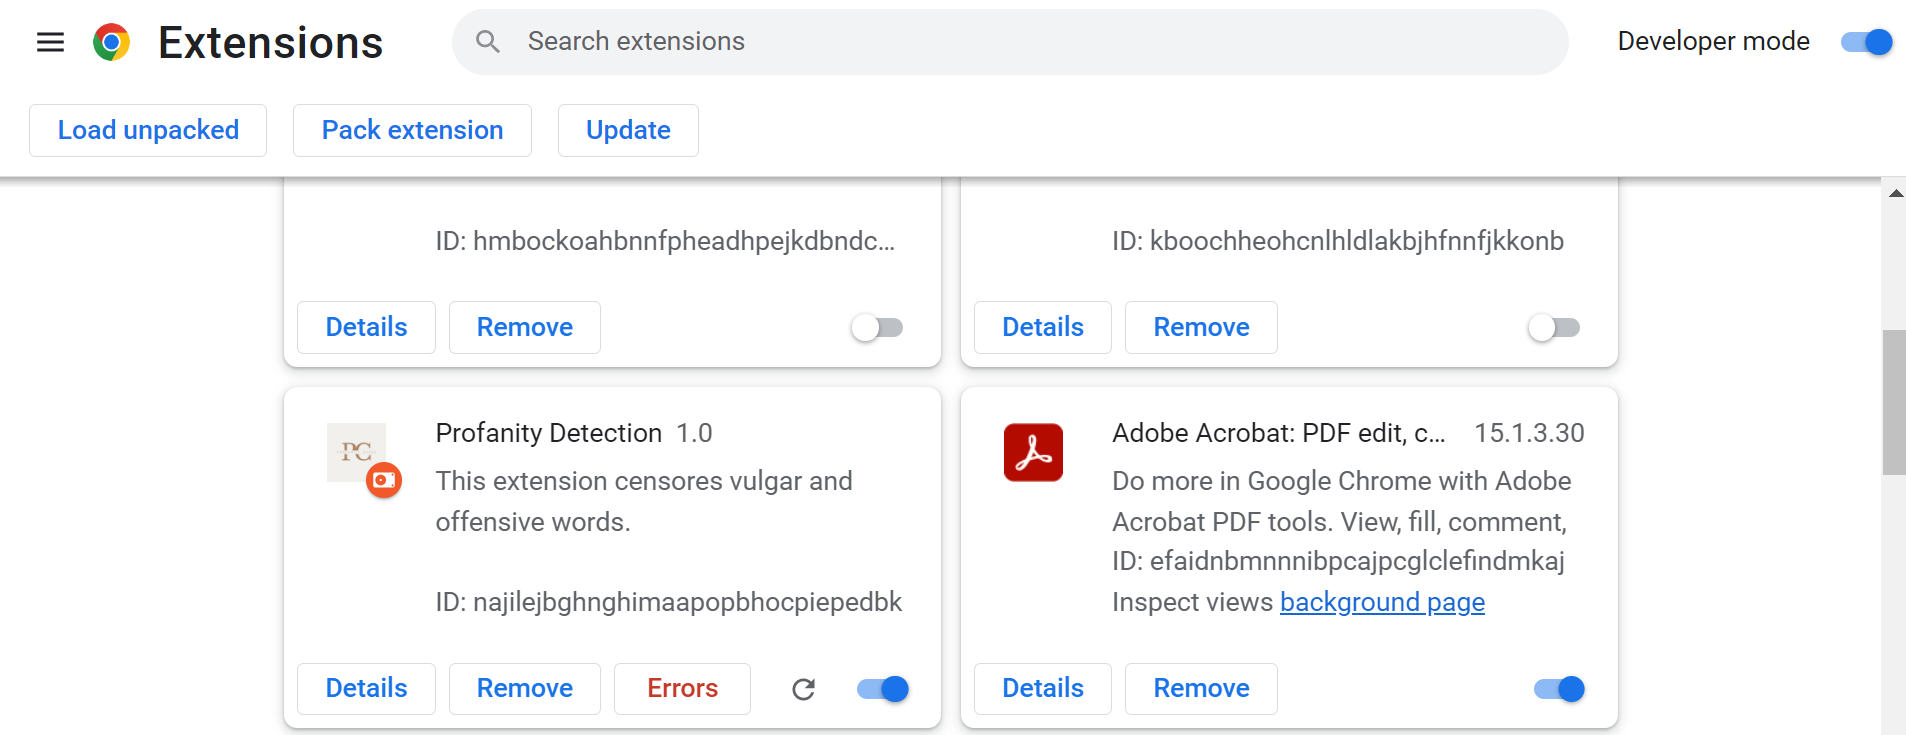 Extensions
Search extensions
Developer mode
Load unpacked
Pack extension
Update
ID: hmbockoahbnnfpheadhpejkdbndc...
Details
Remove
ID: kboochheohcnlhldlakbjhfnnfjkkonb
Details
Remove
PC
Profanity Detection 1.0
This extension censores vulgar and
offensive words.
ID: najilejbghnghimaapopbhocpiepedbk
Details
Remove
Errors
Adobe Acrobat: PDF edit, c... 15.1.3.30
Do more in Google Chrome with Adobe
Acrobat PDF tools. View, fill, comment,
ID: efaidnbmnnnibpcajpcglclefindmkaj
Inspect views background page
Details
Remove